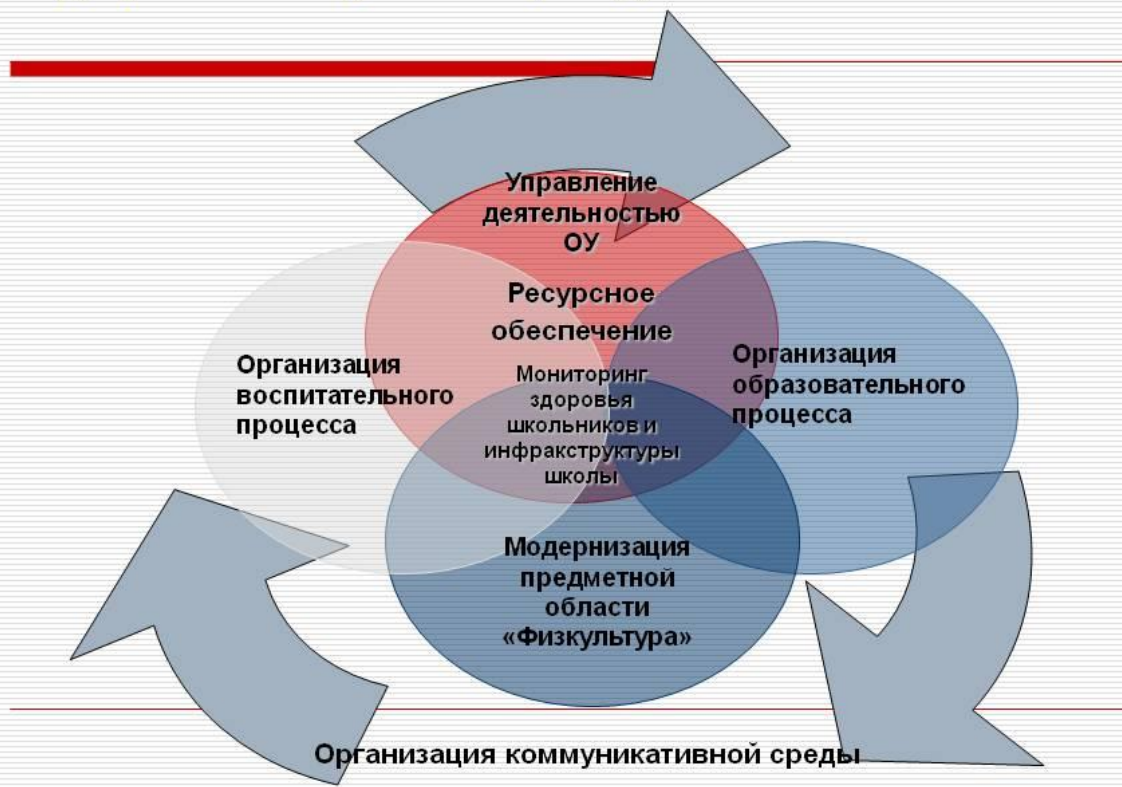 Управление
деятельностью
ОУ
Ресурсное
обеспечение
Организация
воспитательного
процесса
Мониторинг
здоровья
школьников и
инфракструктуры
школы
Организация
образовательного
процесса
Модернизация
предметной
области
«Физкультура»
Организация коммуникативной среды